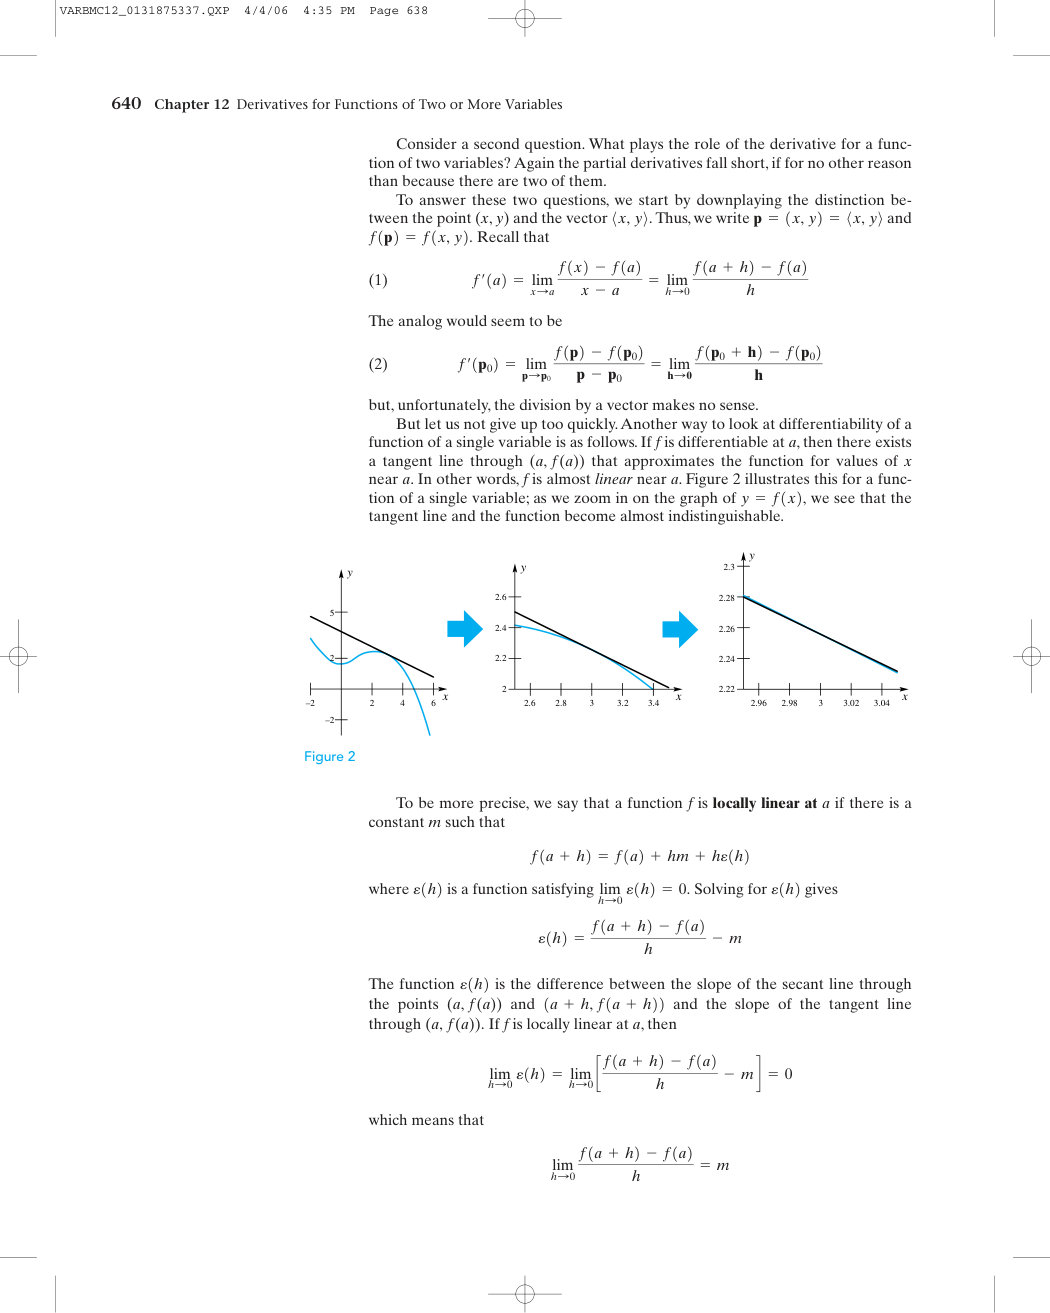 VARBMC12_0131875337.QXP 4/4/06 4:35 PM Page 638
640 Chapter 12 Derivatives for Functions of Two or More Variables
Consider a second question. What plays the role of the derivative for a func-
tion of two variables? Again the partial derivatives fall short, if for no other reason
than because there are two of them.
To answer these two questions, we start by downplaying the distinction be-
tween the point (x, y) and the vector ⟨x, y⟩. Thus, we write p = (x, y) = ⟨x, y⟩ and
f(p) = f(x, y). Recall that
(1) f′(a) = lim x→a (f(x) − f(a))/(x − a) = lim h→0 (f(a + h) − f(a))/h
The analog would seem to be
(2) f′(p₀) = lim p→p₀ (f(p) − f(p₀))/(p − p₀) = lim h→0 (f(p₀ + h) − f(p₀))/h
but, unfortunately, the division by a vector makes no sense.
But let us not give up too quickly. Another way to look at differentiability of a
function of a single variable is as follows. If f is differentiable at a, then there exists
a tangent line through (a, f(a)) that approximates the function for values of x
near a. In other words, f is almost linear near a. Figure 2 illustrates this for a func-
tion of a single variable; as we zoom in on the graph of y = f(x), we see that the
tangent line and the function become almost indistinguishable.
y
5
2
−2
−2 2 4 6 x
y
2.6
2.4
2.2
2
2.6 2.8 3 3.2 3.4 x
y
2.3
2.28
2.26
2.24
2.22
2.96 2.98 3 3.02 3.04 x
Figure 2
To be more precise, we say that a function f is locally linear at a if there is a
constant m such that
f(a + h) = f(a) + hm + hε(h)
where ε(h) is a function satisfying lim h→0 ε(h) = 0. Solving for ε(h) gives
ε(h) = (f(a + h) − f(a))/h − m
The function ε(h) is the difference between the slope of the secant line through
the points (a, f(a)) and (a + h, f(a + h)) and the slope of the tangent line
through (a, f(a)). If f is locally linear at a, then
lim h→0 ε(h) = lim h→0 [(f(a + h) − f(a))/h − m] = 0
which means that
lim h→0 (f(a + h) − f(a))/h = m